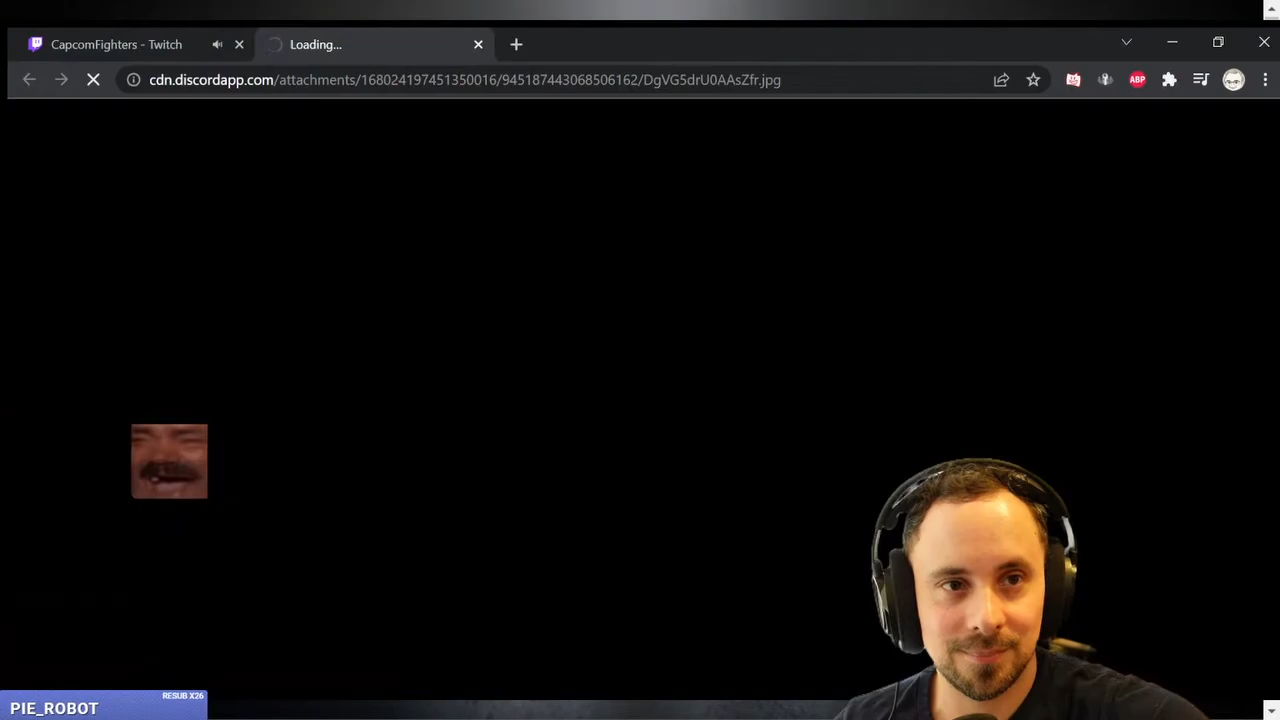 CapcomFighters - Twitch
Loading...
cdn.discordapp.com/attachments/168024197451350016/945187443068506162/DgVG5drU0AAsZfr.jpg
ABP
RESUB X26
PIE_ROBOT